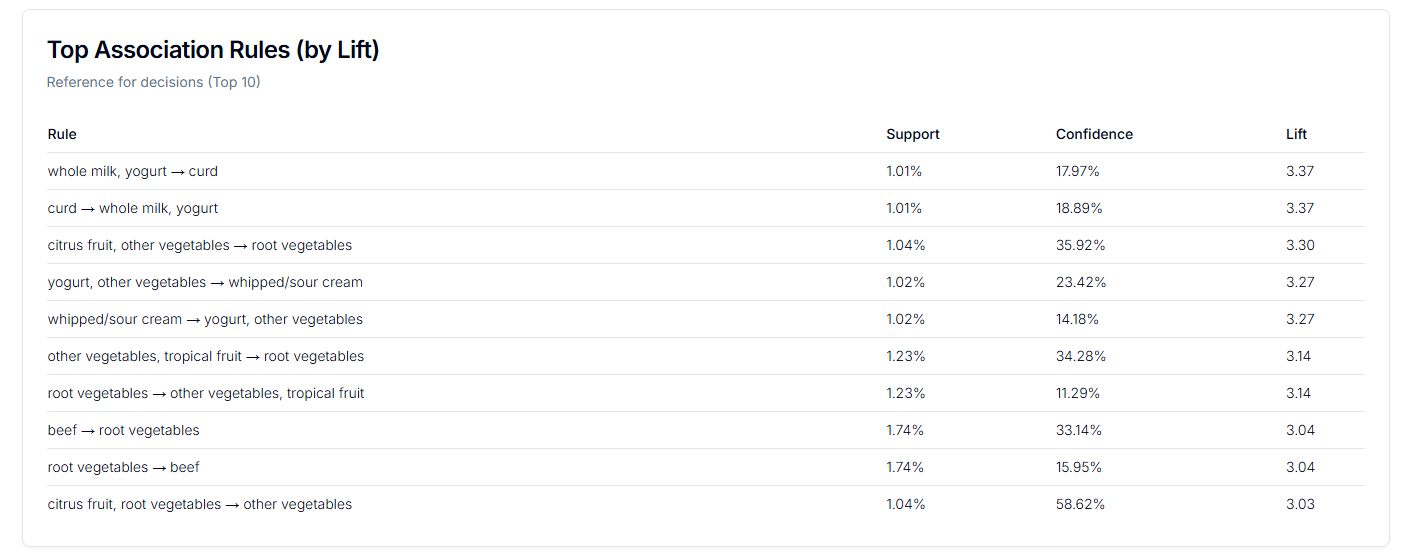 Top Association Rules (by Lift)
Reference for decisions (Top 10)
Rule Support Confidence Lift
whole milk, yogurt → curd 1.01% 17.97% 3.37
curd → whole milk, yogurt 1.01% 18.89% 3.37
citrus fruit, other vegetables → root vegetables 1.04% 35.92% 3.30
yogurt, other vegetables → whipped/sour cream 1.02% 23.42% 3.27
whipped/sour cream → yogurt, other vegetables 1.02% 14.18% 3.27
other vegetables, tropical fruit → root vegetables 1.23% 34.28% 3.14
root vegetables → other vegetables, tropical fruit 1.23% 11.29% 3.14
beef → root vegetables 1.74% 33.14% 3.04
root vegetables → beef 1.74% 15.95% 3.04
citrus fruit, root vegetables → other vegetables 1.04% 58.62% 3.03